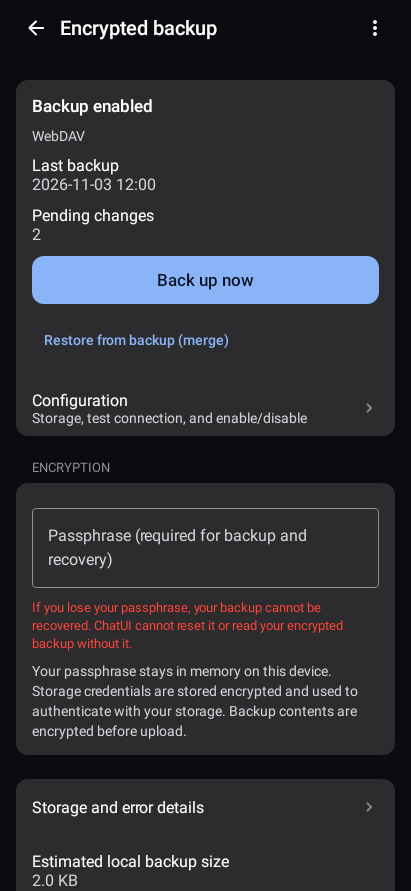 Encrypted backup
Backup enabled
WebDAV
Last backup
2026-11-03 12:00
Pending changes
2
Back up now
Restore from backup (merge)
Configuration
Storage, test connection, and enable/disable
ENCRYPTION
Passphrase (required for backup and
recovery)
If you lose your passphrase, your backup cannot be
recovered. ChatUI cannot reset it or read your encrypted
backup without it.
Your passphrase stays in memory on this device.
Storage credentials are stored encrypted and used to
authenticate with your storage. Backup contents are
encrypted before upload.
Storage and error details
Estimated local backup size
2.0 KB